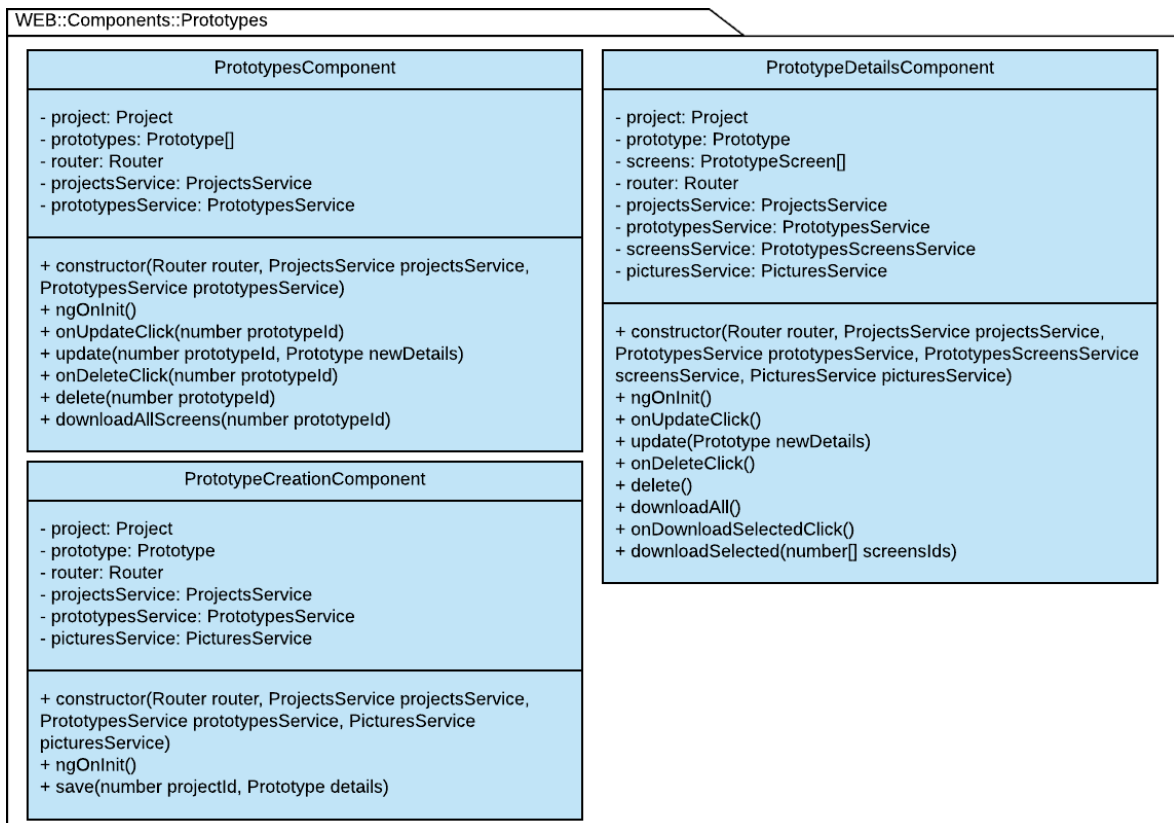 WEB::Components::Prototypes
PrototypesComponent
- project: Project
- prototypes: Prototype[]
- router: Router
- projectsService: ProjectsService
- prototypesService: PrototypesService
+ constructor(Router router, ProjectsService projectsService,
PrototypesService prototypesService)
+ ngOnInit()
+ onUpdateClick(number prototypeId)
+ update(number prototypeId, Prototype newDetails)
+ onDeleteClick(number prototypeId)
+ delete(number prototypeId)
+ downloadAllScreens(number prototypeId)
PrototypeCreationComponent
- project: Project
- prototype: Prototype
- router: Router
- projectsService: ProjectsService
- prototypesService: PrototypesService
- picturesService: PicturesService
+ constructor(Router router, ProjectsService projectsService,
PrototypesService prototypesService, PicturesService
picturesService)
+ ngOnInit()
+ save(number projectId, Prototype details)
PrototypeDetailsComponent
- project: Project
- prototype: Prototype
- screens: PrototypeScreen[]
- router: Router
- projectsService: ProjectsService
- prototypesService: PrototypesService
- screensService: PrototypesScreensService
- picturesService: PicturesService
+ constructor(Router router, ProjectsService projectsService,
PrototypesService prototypesService, PrototypesScreensService
screensService, PicturesService picturesService)
+ ngOnInit()
+ onUpdateClick()
+ update(Prototype newDetails)
+ onDeleteClick()
+ delete()
+ downloadAll()
+ onDownloadSelectedClick()
+ downloadSelected(number[] screensIds)